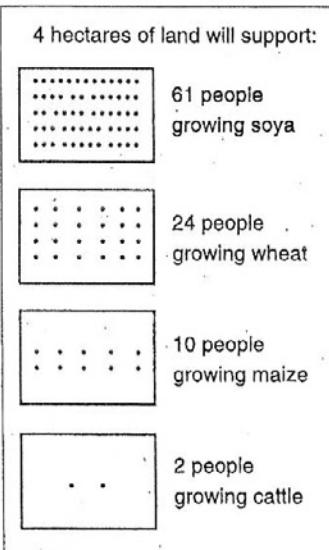 4 hectares of land will support:
61 people
growing soya
24 people
growing wheat
10 people
growing maize
2 people
growing cattle